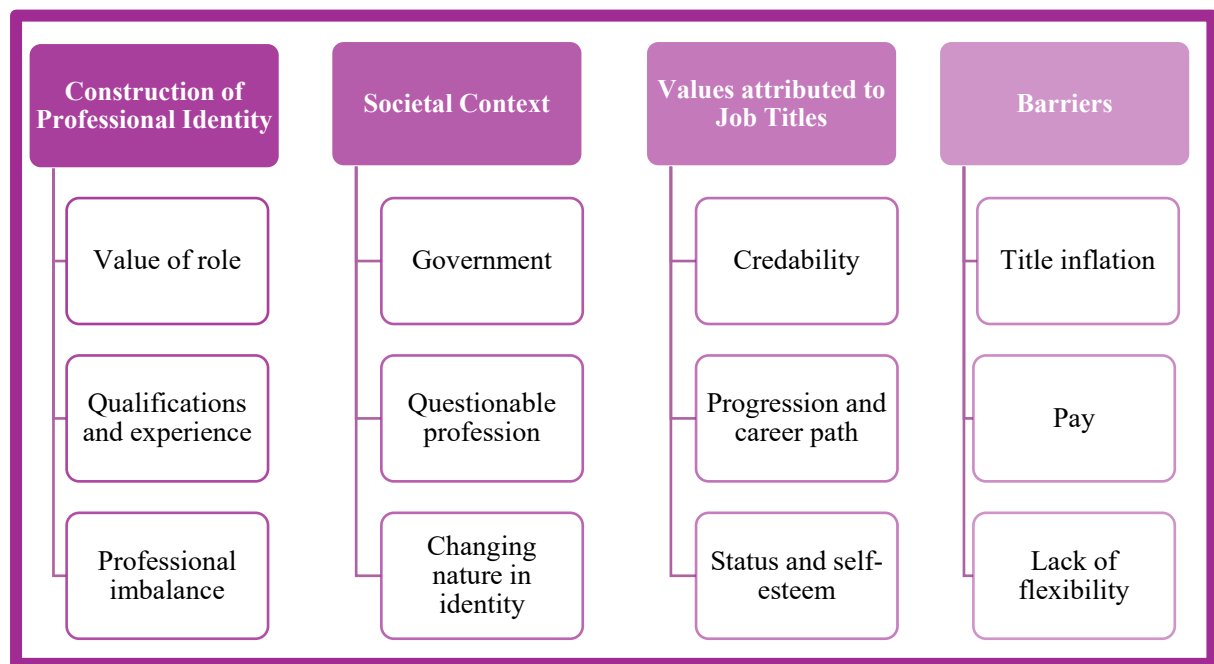 Construction of
Professional Identity
Value of role
Qualifications
and experience
Professional
imbalance
Societal Context
Government
Questionable
profession
Changing
nature in
identity
Values attributed to
Job Titles
Credability
Progression and
career path
Status and self-
esteem
Barriers
Title inflation
Pay
Lack of
flexibility